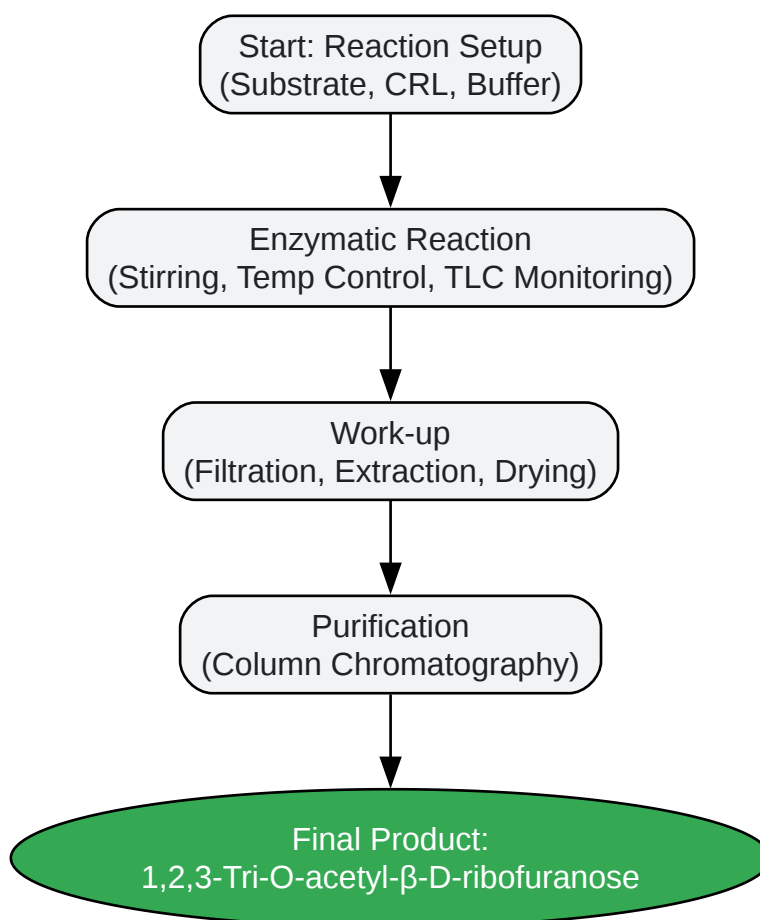 Start: Reaction Setup
(Substrate, CRL, Buffer)
Enzymatic Reaction
(Stirring, Temp Control, TLC Monitoring)
Work-up
(Filtration, Extraction, Drying)
Purification
(Column Chromatography)
Final Product:
1,2,3-Tri-O-acetyl-β-D-ribofuranose